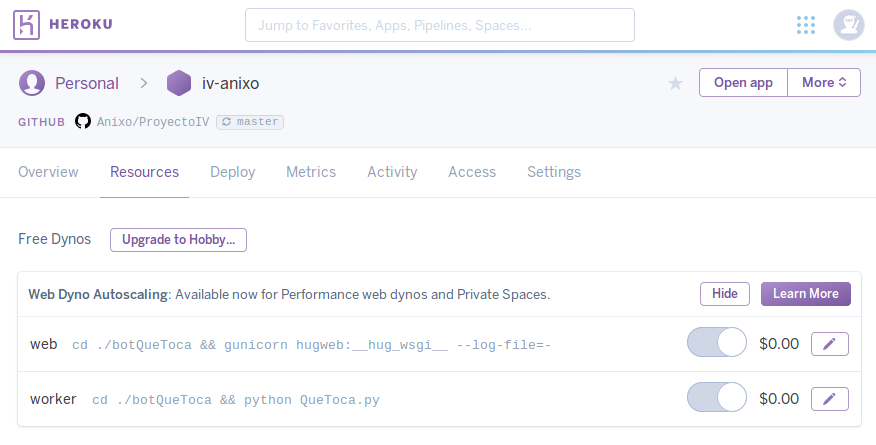 HEROKU
Jump to Favorites, Apps, Pipelines, Spaces...
Personal > iv-anixo
Open app
More
GITHUB Anixo/ProyectoIV master
Overview Resources Deploy Metrics Activity Access Settings
Free Dynos Upgrade to Hobby...
Web Dyno Autoscaling: Available now for Performance web dynos and Private Spaces. Hide Learn More
web cd ./botQueToca && gunicorn hugweb:__hug_wsgi__ --log-file=- $0.00
worker cd ./botQueToca && python QueToca.py $0.00